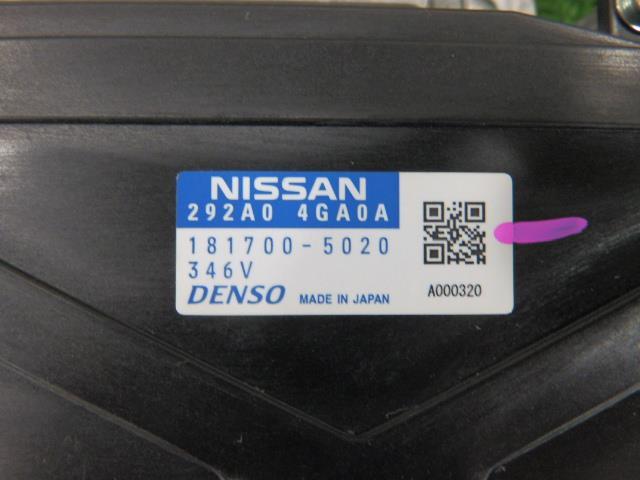 NISSAN
292A0 4GA0A
181700-5020
346V
DENSO MADE IN JAPAN
A000320